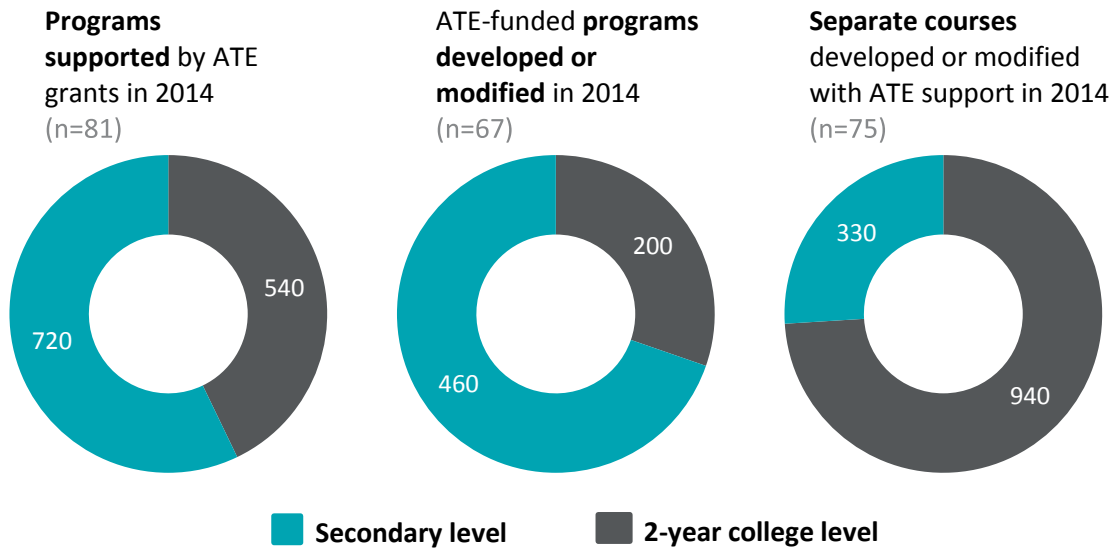 Programs
supported by ATE
grants in 2014
(n=81)
ATE-funded programs
developed or
modified in 2014
(n=67)
Separate courses
developed or modified
with ATE support in 2014
(n=75)
720
540
460
200
330
940
Secondary level
2-year college level